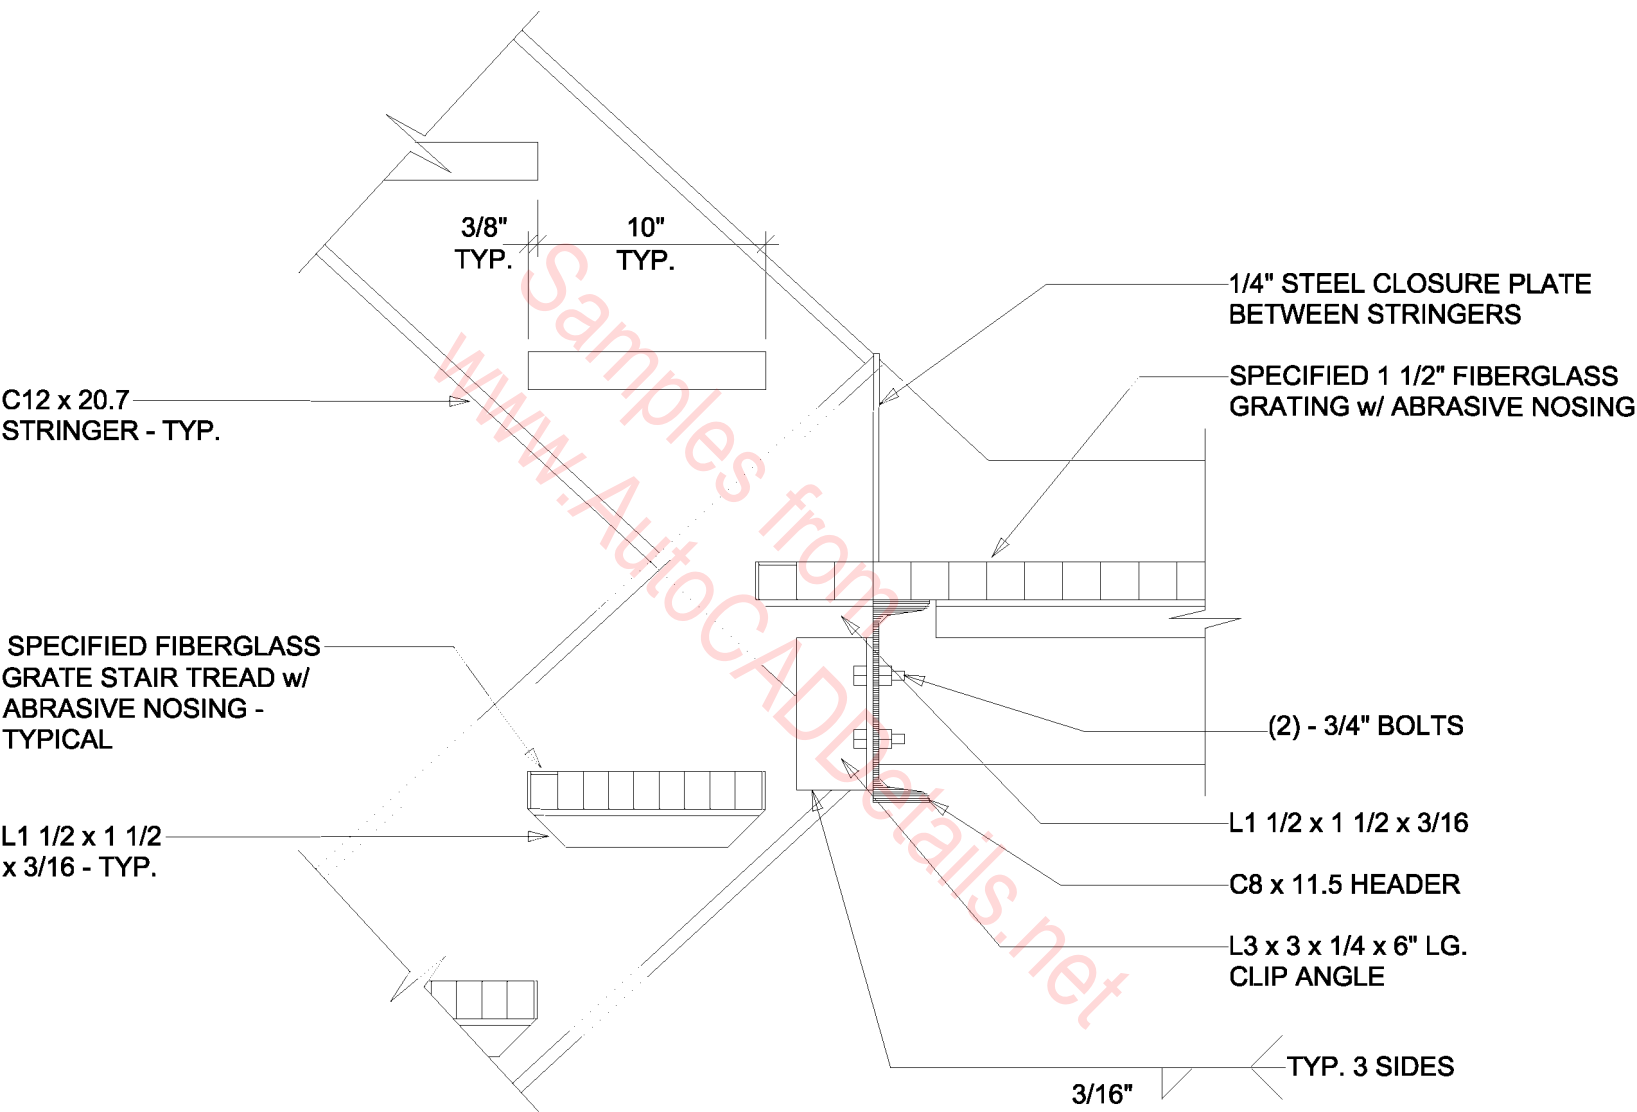 3/8"
TYP.
10"
TYP.
1/4" STEEL CLOSURE PLATE
BETWEEN STRINGERS
SPECIFIED 1 1/2" FIBERGLASS
GRATING w/ ABRASIVE NOSING
C12 x 20.7
STRINGER - TYP.
SPECIFIED FIBERGLASS
GRATE STAIR TREAD w/
ABRASIVE NOSING -
TYPICAL
L1 1/2 x 1 1/2
x 3/16 - TYP.
(2) - 3/4" BOLTS
L1 1/2 x 1 1/2 x 3/16
C8 x 11.5 HEADER
L3 x 3 x 1/4 x 6" LG.
CLIP ANGLE
TYP. 3 SIDES
3/16"
Samples from
www.AutoCADDetails.net